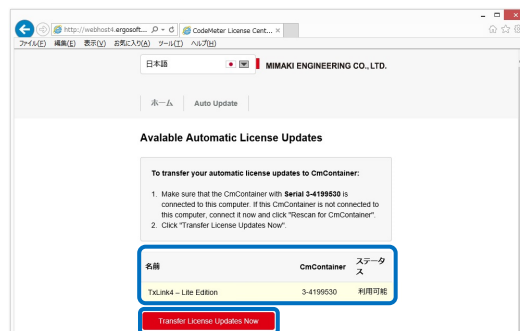 http://webhost4.ergosoft...
CodeMeter License Cent...
ファイル(F) 編集(E) 表示(V) お気に入り(A) ツール(T) ヘルプ(H)
日本語
MIMAKI ENGINEERING CO., LTD.
ホーム Auto Update
Avalable Automatic License Updates
To transfer your automatic license updates to CmContainer:
1. Make sure that the CmContainer with Serial 3-4199530 is
connected to this computer. If this CmContainer is not connected to
this computer, connect it now and click "Rescan for CmContainer".
2. Click "Transfer License Updates Now".
名前 CmContainer ステータス
TxLink4 – Lite Edition 3-4199530 利用可能
Transfer License Updates Now